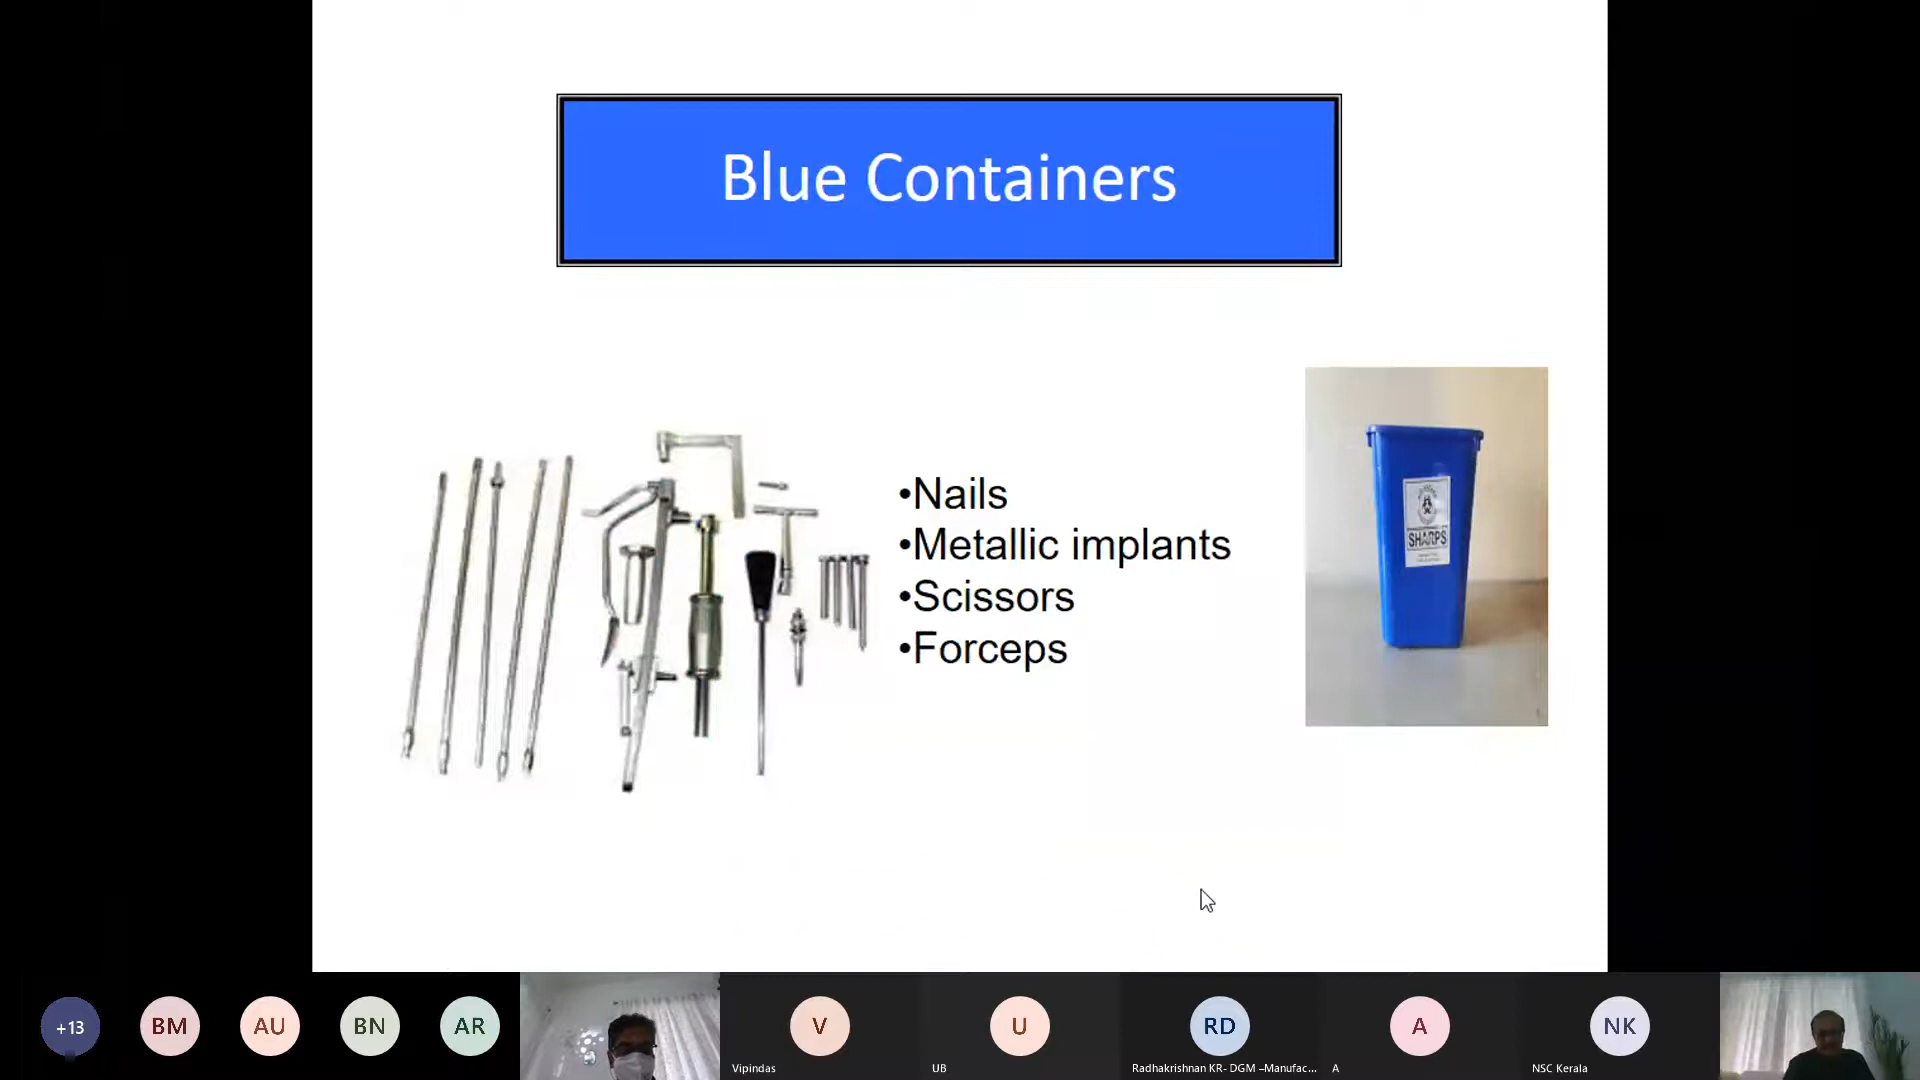 Blue Containers
•Nails
•Metallic implants
•Scissors
•Forceps
SHARPS
+13
BM
AU
BN
AR
V
Vipindas
U
UB
RD
Radhakrishnan KR- DGM –Manufac...
A
A
NK
NSC Kerala